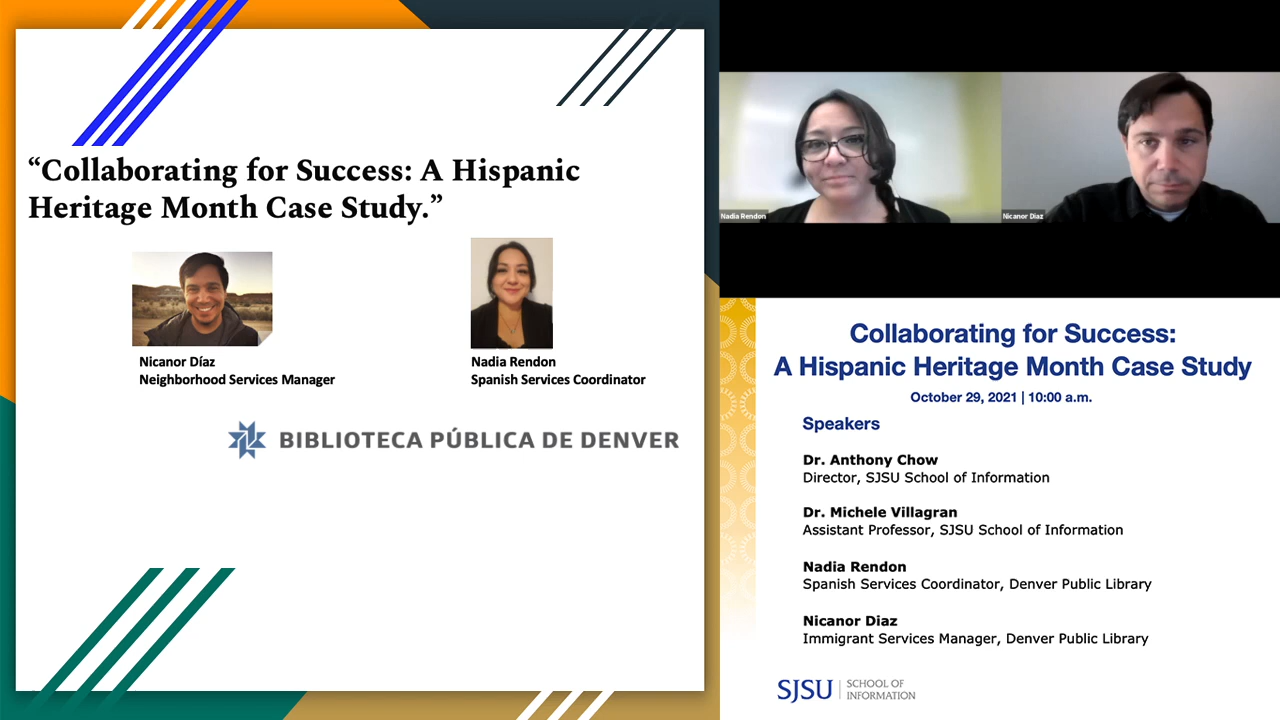 “Collaborating for Success: A Hispanic
Heritage Month Case Study.”
Nicanor Díaz
Neighborhood Services Manager
Nadia Rendon
Spanish Services Coordinator
BIBLIOTECA PÚBLICA DE DENVER
Nadia Rendon
Nicanor Diaz
Collaborating for Success:
A Hispanic Heritage Month Case Study
October 29, 2021 | 10:00 a.m.
Speakers
Dr. Anthony Chow
Director, SJSU School of Information
Dr. Michele Villagran
Assistant Professor, SJSU School of Information
Nadia Rendon
Spanish Services Coordinator, Denver Public Library
Nicanor Diaz
Immigrant Services Manager, Denver Public Library
SJSU | SCHOOL OF
INFORMATION